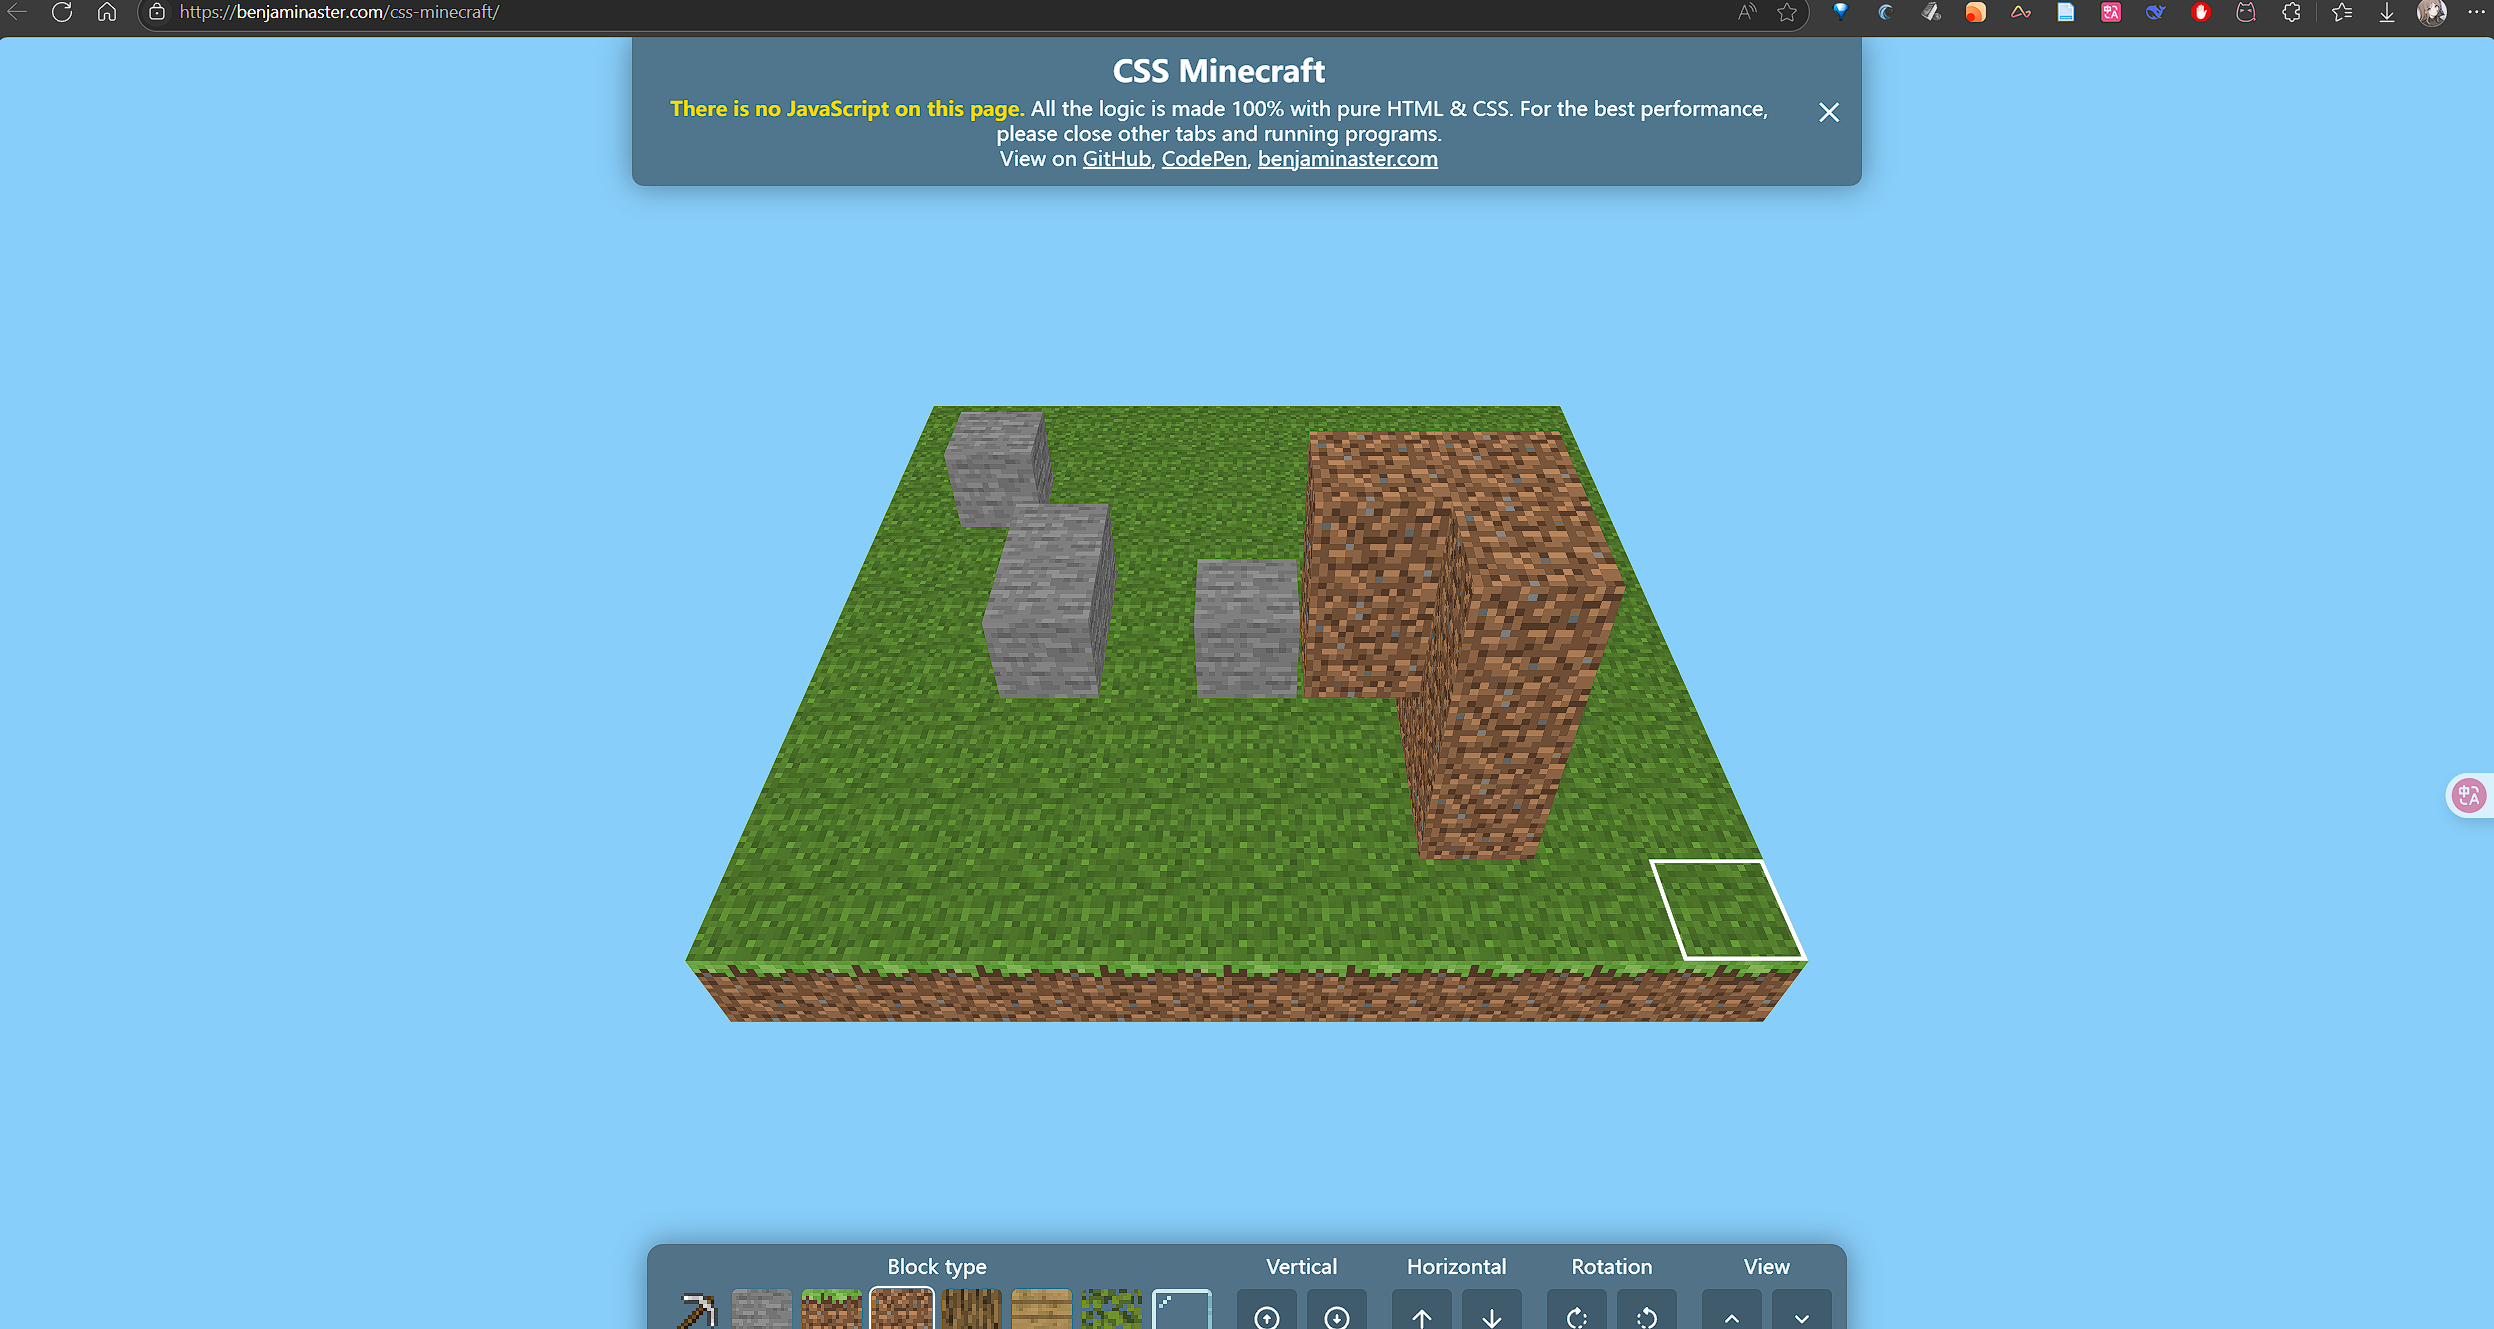 https://benjaminaster.com/css-minecraft/
CSS Minecraft
There is no JavaScript on this page. All the logic is made 100% with pure HTML & CSS. For the best performance,
please close other tabs and running programs.
View on GitHub, CodePen, benjaminaster.com
Block type
Vertical
Horizontal
Rotation
View